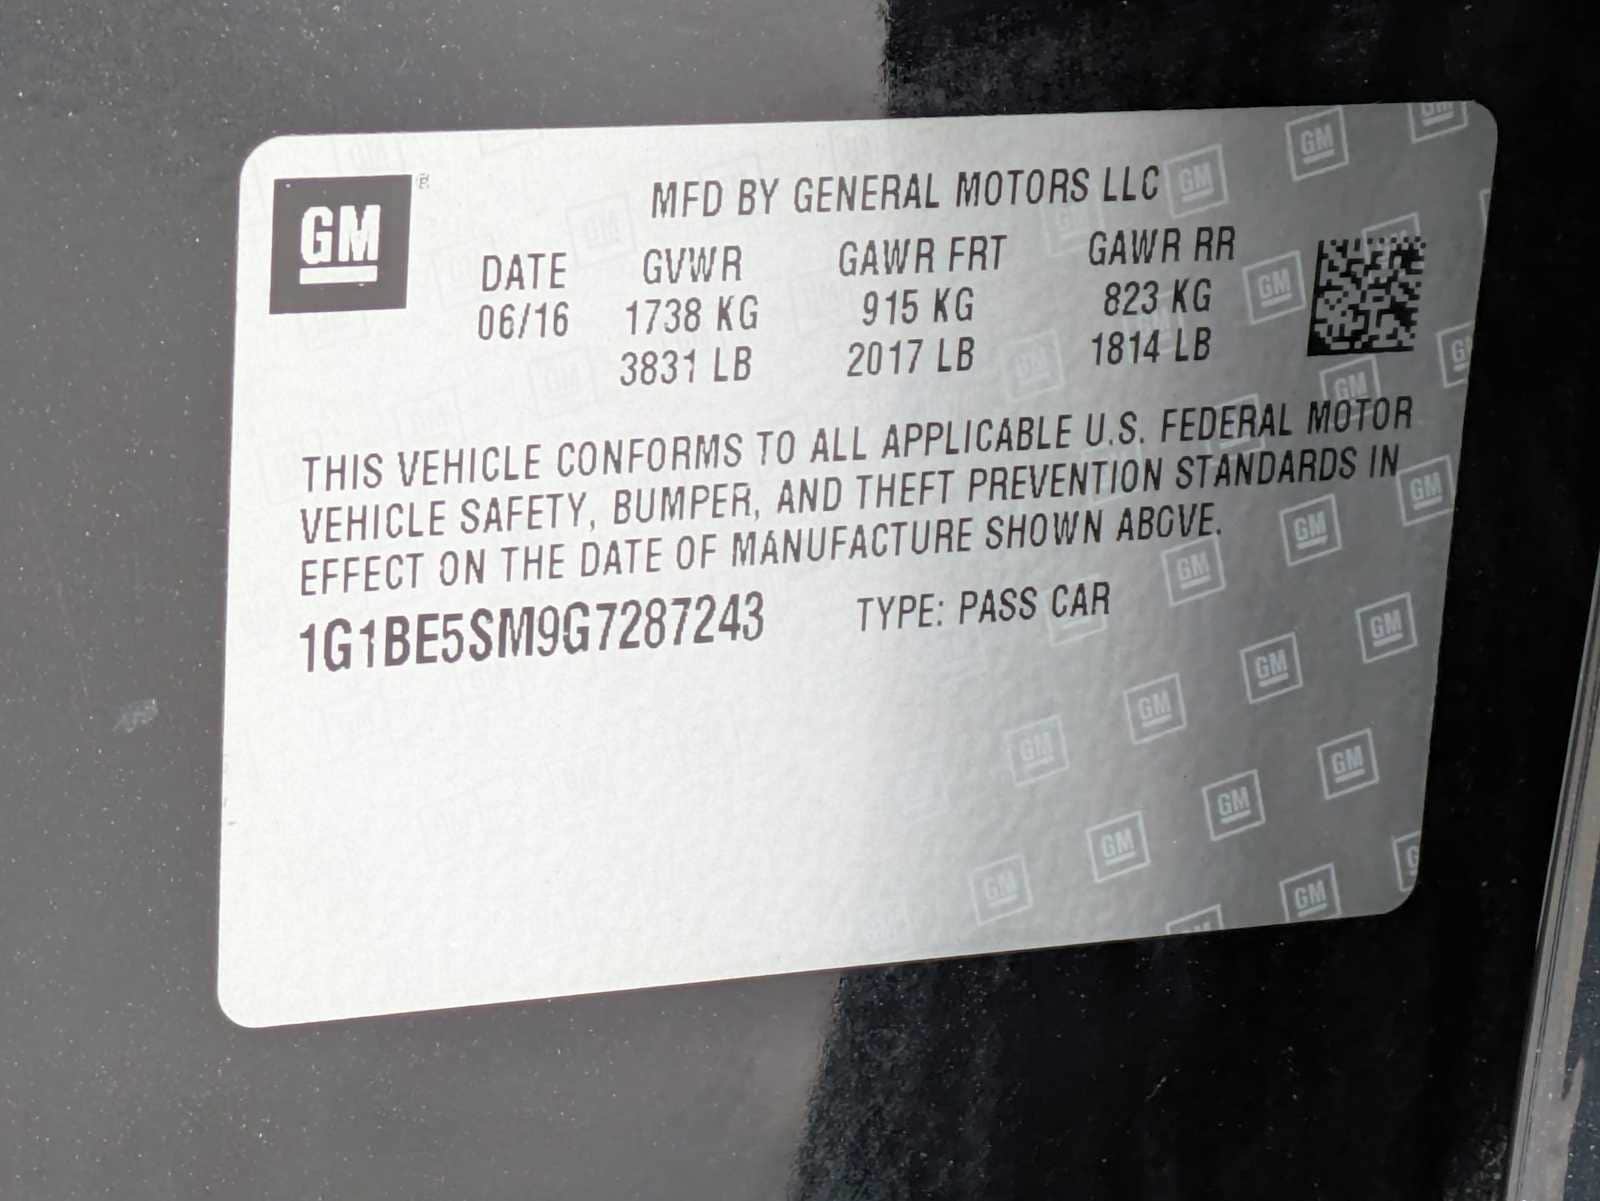 GM
MFD BY GENERAL MOTORS LLC
DATE GVWR GAWR FRT GAWR RR
06/16 1738 KG 915 KG 823 KG
3831 LB 2017 LB 1814 LB
THIS VEHICLE CONFORMS TO ALL APPLICABLE U.S. FEDERAL MOTOR
VEHICLE SAFETY, BUMPER, AND THEFT PREVENTION STANDARDS IN
EFFECT ON THE DATE OF MANUFACTURE SHOWN ABOVE.
1G1BE5SM9G7287243 TYPE: PASS CAR